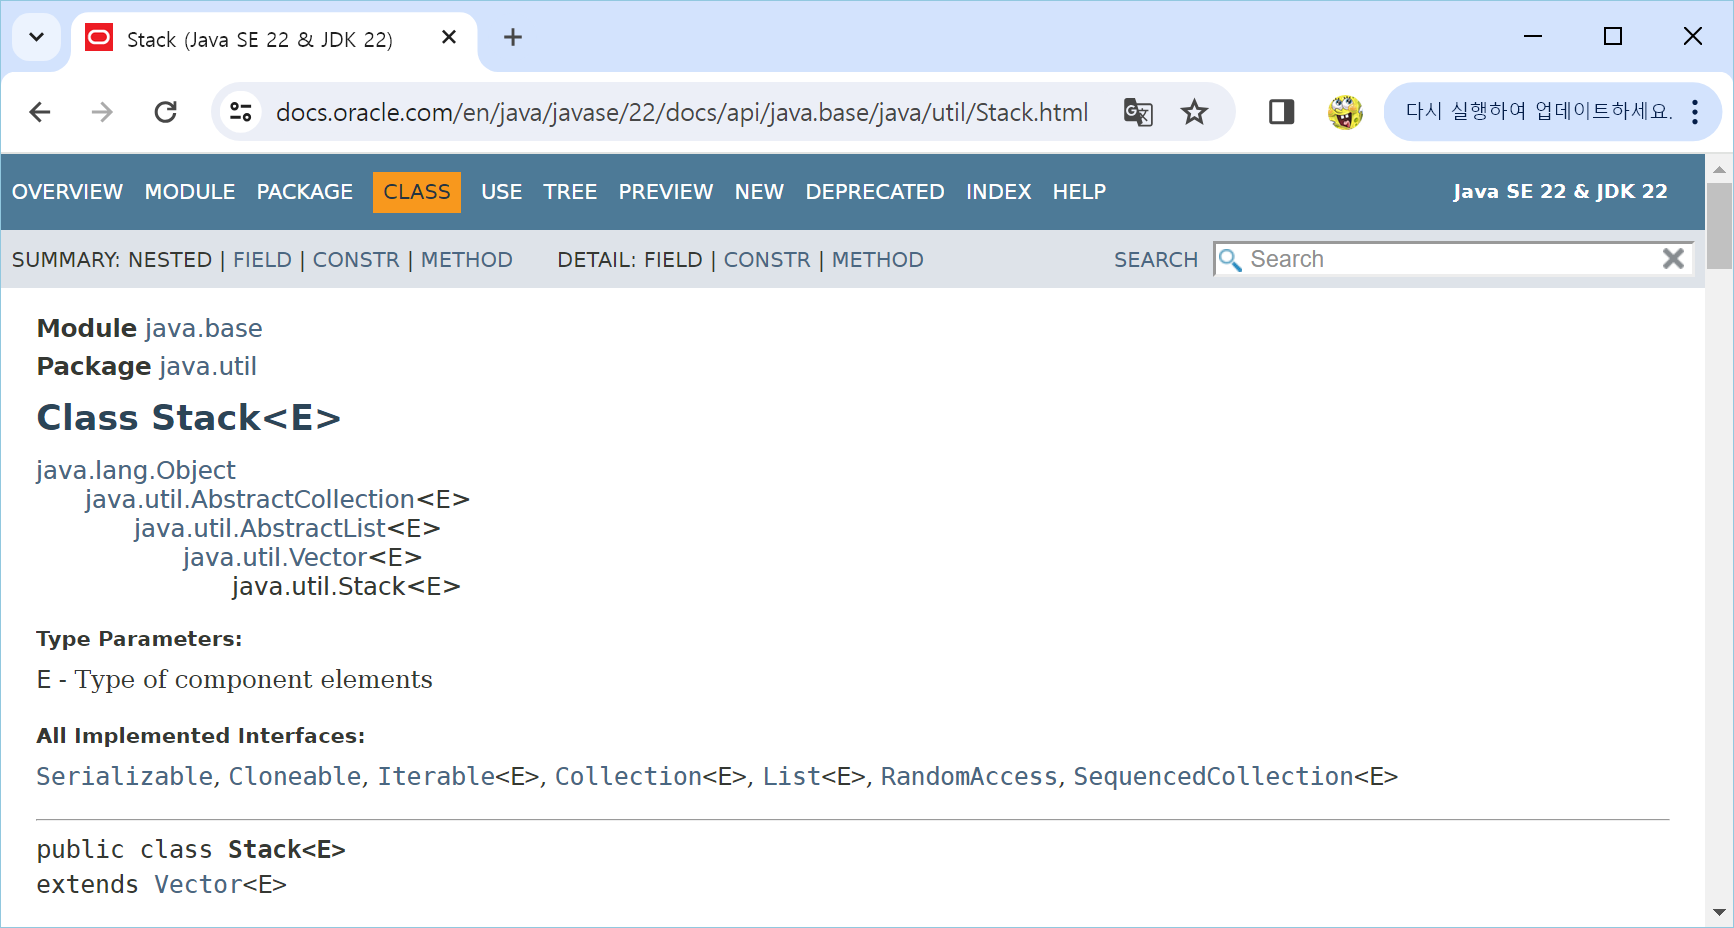 Stack (Java SE 22 & JDK 22)
docs.oracle.com/en/java/javase/22/docs/api/java.base/java/util/Stack.html
다시 실행하여 업데이트하세요.
OVERVIEW MODULE PACKAGE CLASS USE TREE PREVIEW NEW DEPRECATED INDEX HELP Java SE 22 & JDK 22
SUMMARY: NESTED | FIELD | CONSTR | METHOD DETAIL: FIELD | CONSTR | METHOD SEARCH Search
Module java.base
Package java.util
Class Stack<E>
java.lang.Object
java.util.AbstractCollection<E>
java.util.AbstractList<E>
java.util.Vector<E>
java.util.Stack<E>
Type Parameters:
E - Type of component elements
All Implemented Interfaces:
Serializable, Cloneable, Iterable<E>, Collection<E>, List<E>, RandomAccess, SequencedCollection<E>
public class Stack<E>
extends Vector<E>